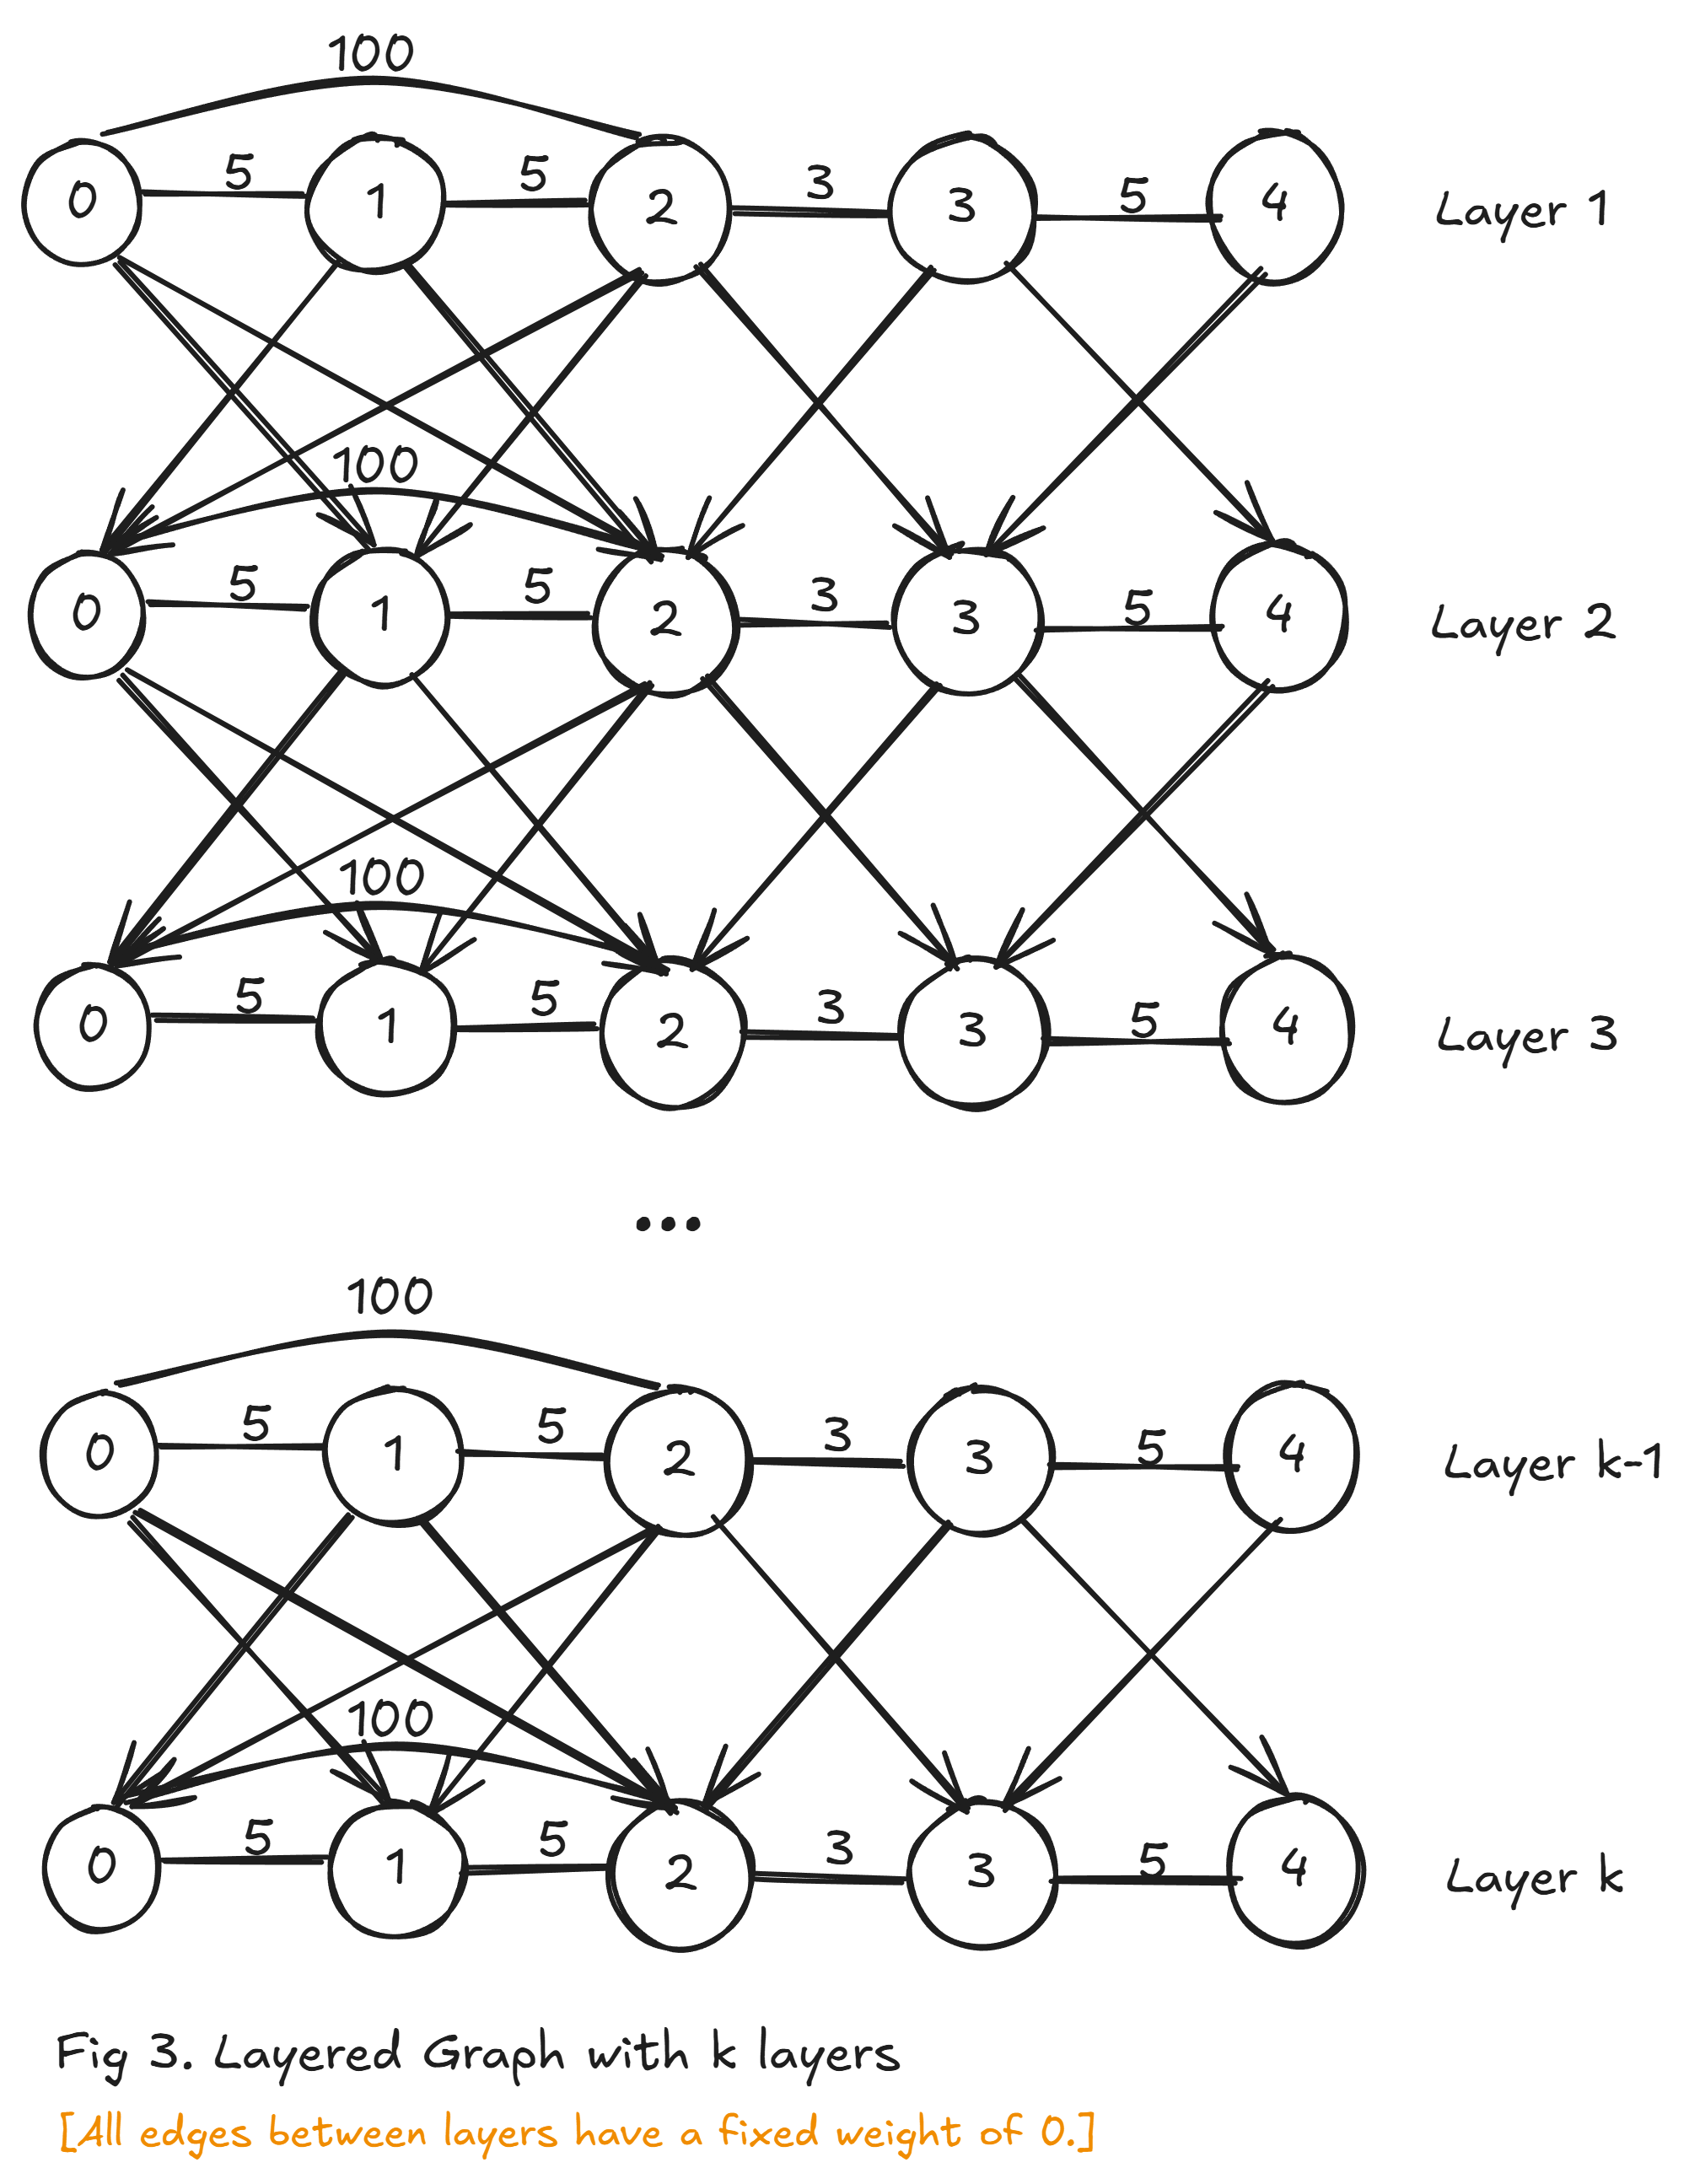 100
5 5 3 5
0 1 2 3 4 Layer 1
100
5 5 3 5
0 1 2 3 4 Layer 2
100
5 5 3 5
0 1 2 3 4 Layer 3
...
100
5 5 3 5
0 1 2 3 4 Layer k-1
100
5 5 3 5
0 1 2 3 4 Layer k
Fig 3. Layered Graph with k layers
[All edges between layers have a fixed weight of 0.]